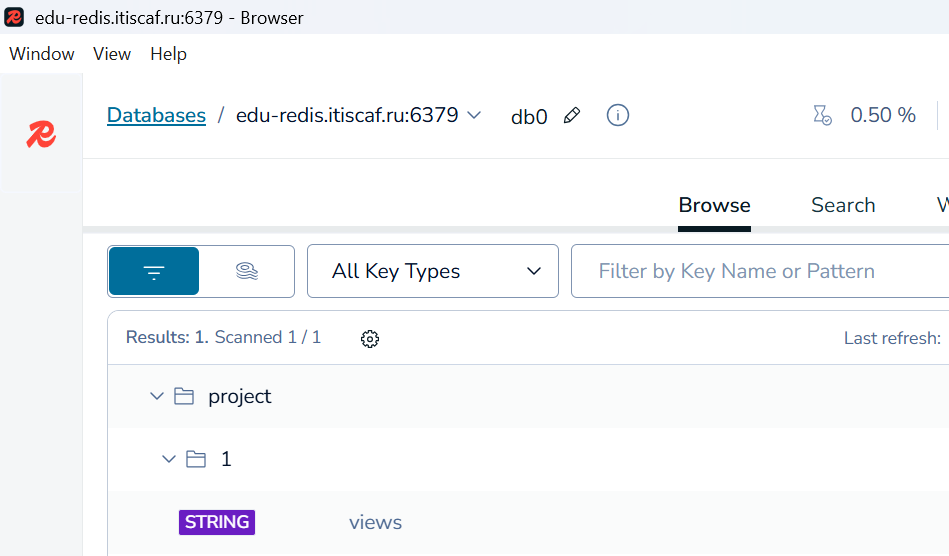 edu-redis.itiscaf.ru:6379 - Browser
Window View Help
Databases / edu-redis.itiscaf.ru:6379 db0 0.50 %
Browse Search
All Key Types Filter by Key Name or Pattern
Results: 1. Scanned 1 / 1 Last refresh:
project
1
STRING views